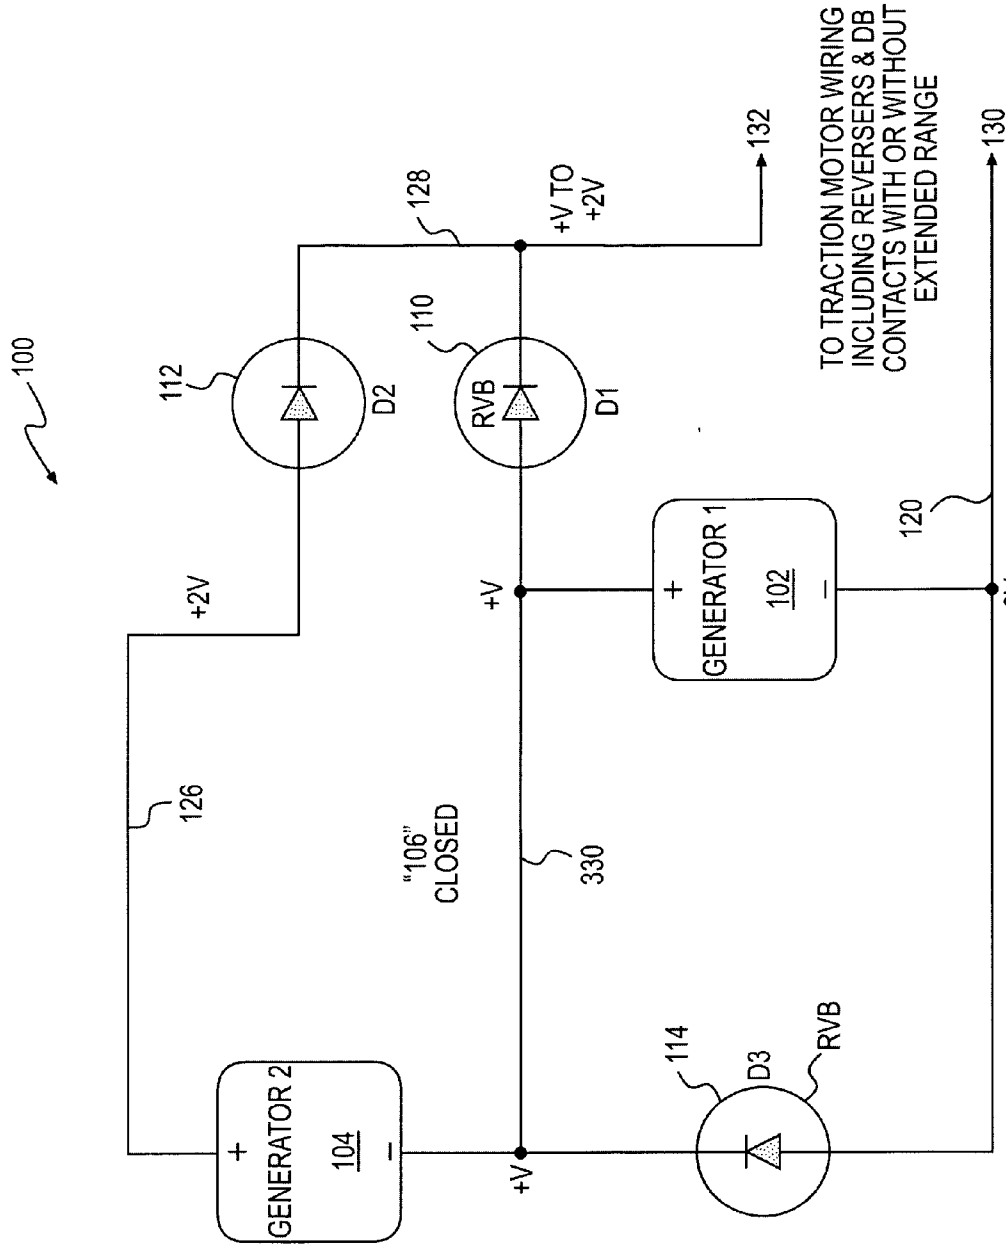 100
126
+2V
112
D2
128
GENERATOR 2
+
104
−
"106"
CLOSED
110
RVB
D1
+V TO
+2V
+V
+V
330
132
GENERATOR 1
+
102
−
114
D3
RVB
120
130
TO TRACTION MOTOR WIRING
INCLUDING REVERSERS & DB
CONTACTS WITH OR WITHOUT
EXTENDED RANGE